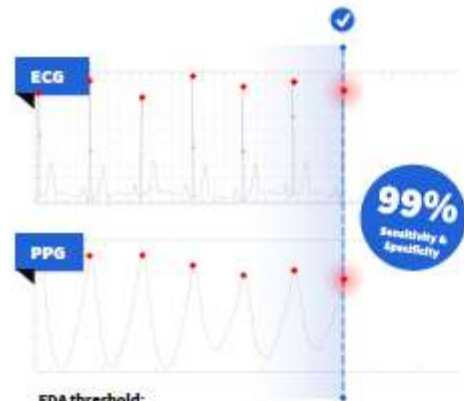 ECG
99%
Sensitivity &
Specificity
PPG
FDA threshold: